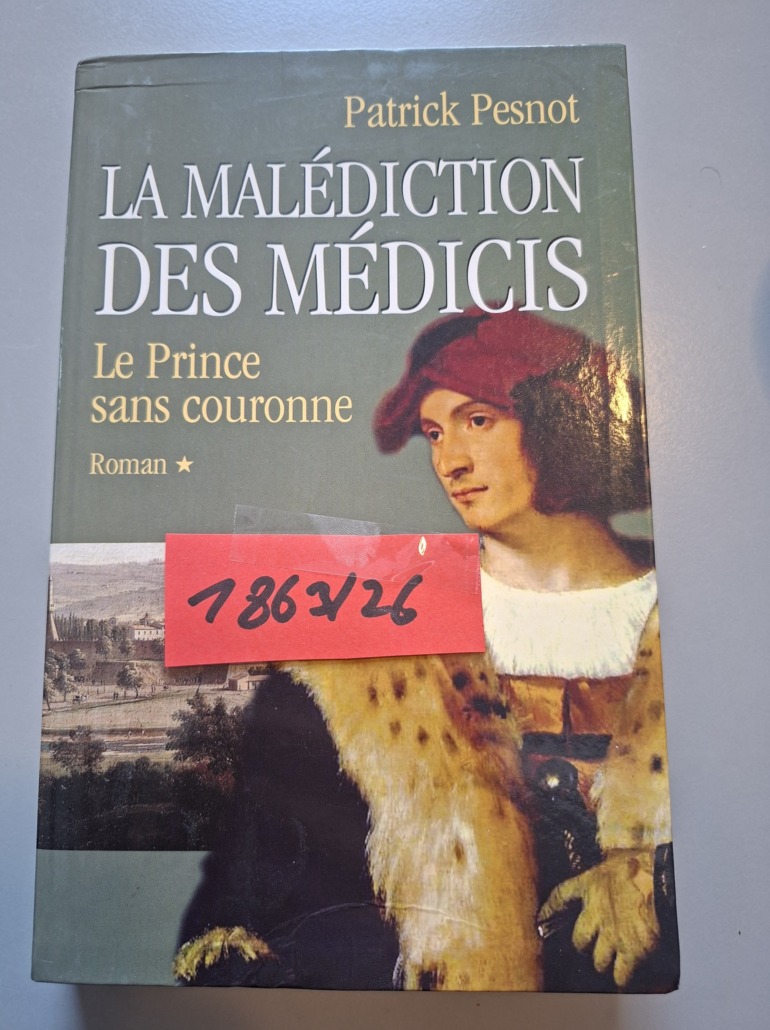 Patrick Pesnot
LA MALÉDICTION
DES MÉDICIS
Le Prince
sans couronne
Roman ★
1863/26